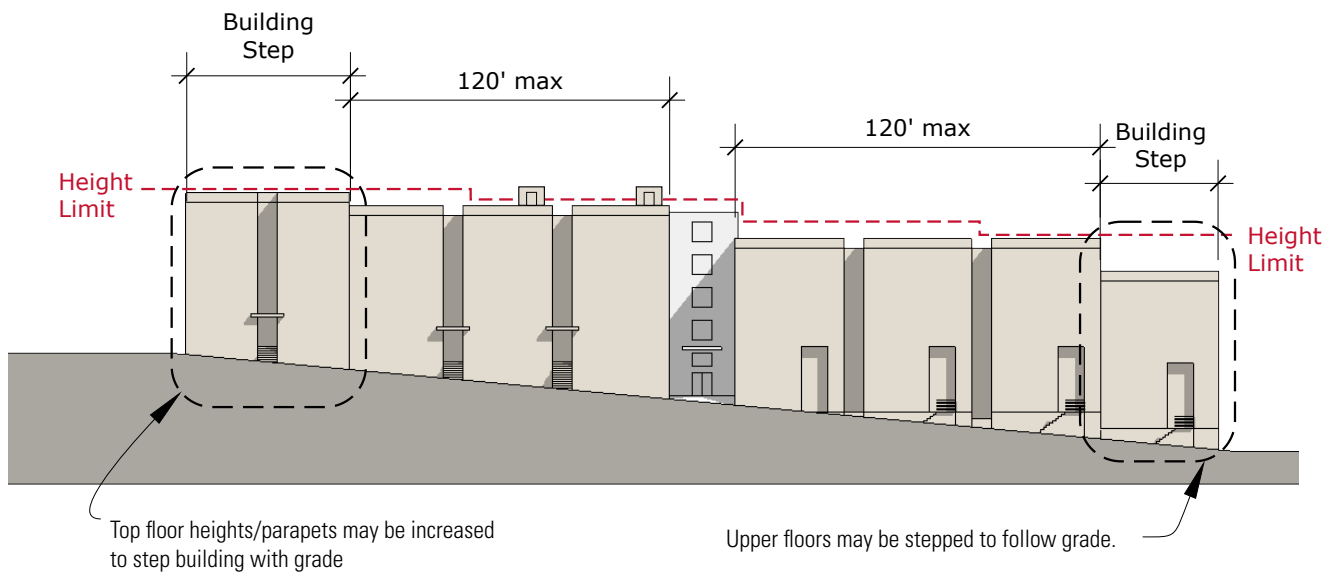 Building
Step
120' max
120' max
Building
Step
Height
Limit
Height
Limit
Top floor heights/parapets may be increased
to step building with grade
Upper floors may be stepped to follow grade.